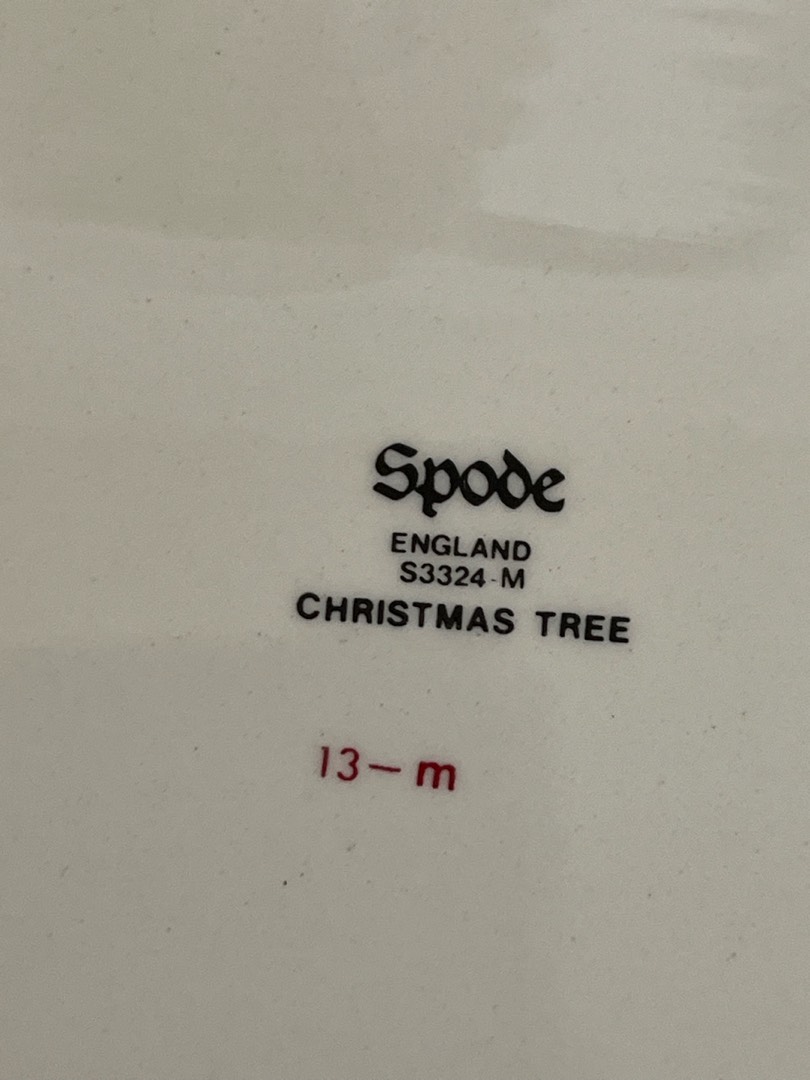 Spode
ENGLAND
S3324-M
CHRISTMAS TREE
13-m